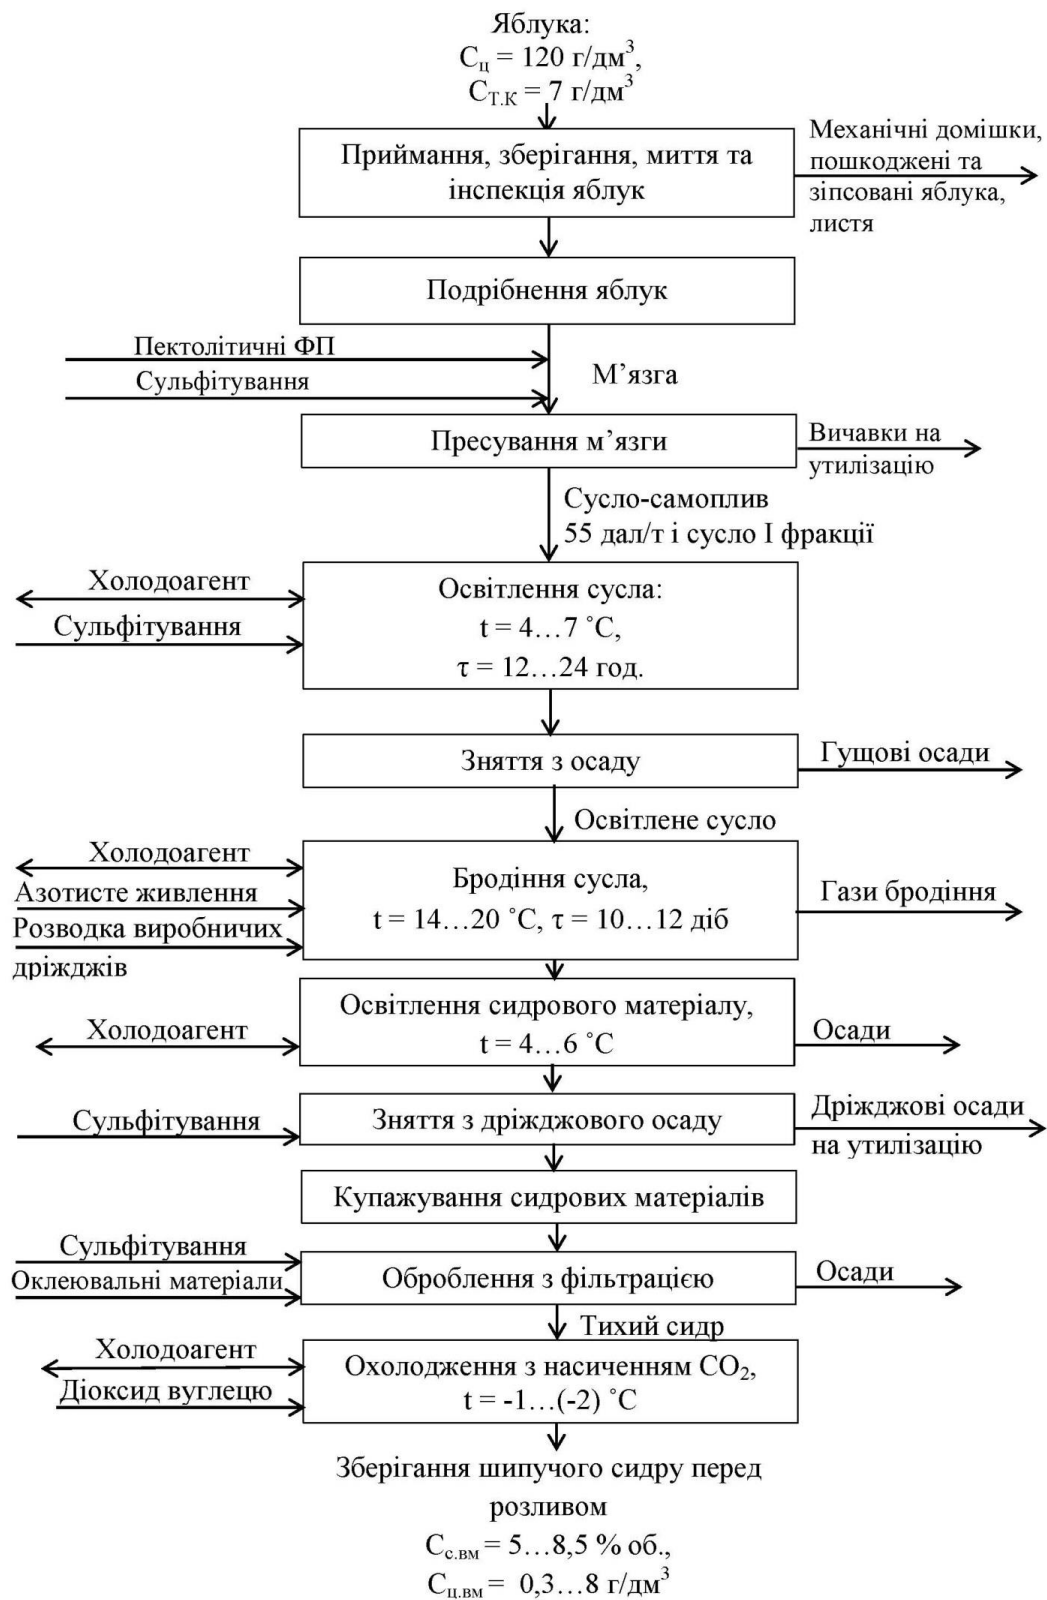 Яблука:
Сц = 120 г/дм³,
СТ.К = 7 г/дм³
Приймання, зберігання, миття та
інспекція яблук
Механічні домішки,
пошкоджені та
зіпсовані яблука,
листя
Подрібнення яблук
Пектолітичні ФП
Сульфітування
М’язга
Пресування м’язги
Вичавки на
утилізацію
Сусло-самоплив
55 дал/т і сусло І фракції
Холодоагент
Сульфітування
Освітлення сусла:
t = 4…7 ˚С,
τ = 12…24 год.
Зняття з осаду
Гущові осади
Освітлене сусло
Холодоагент
Азотисте живлення
Розводка виробничих
дріжджів
Бродіння сусла,
t = 14…20 ˚С, τ = 10…12 діб
Гази бродіння
Освітлення сидрового матеріалу,
t = 4…6 ˚С
Холодоагент
Осади
Сульфітування
Зняття з дріжджового осаду
Дріжджові осади
на утилізацію
Купажування сидрових матеріалів
Сульфітування
Оклеювальні матеріали
Оброблення з фільтрацією
Осади
Тихий сидр
Холодоагент
Діоксид вуглецю
Охолодження з насиченням СО₂,
t = -1…(-2) ˚С
Зберігання шипучого сидру перед
розливом
Сс.вм = 5…8,5 % об.,
Сц.вм = 0,3…8 г/дм³